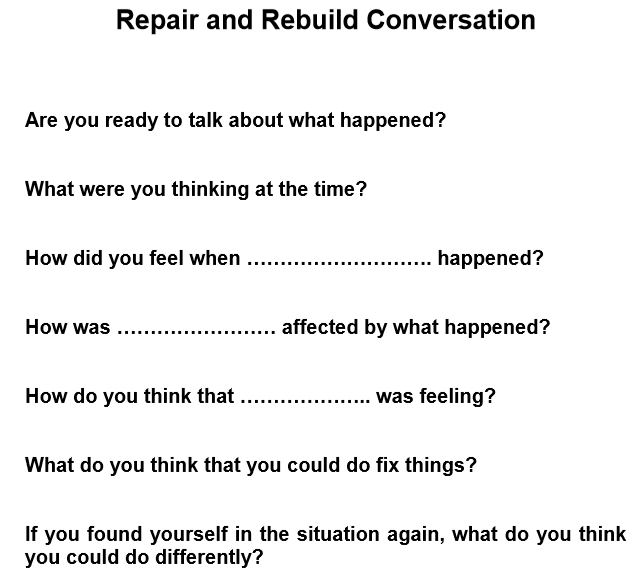 Repair and Rebuild Conversation
Are you ready to talk about what happened?
What were you thinking at the time?
How did you feel when ………………………. happened?
How was …………………… affected by what happened?
How do you think that ……………….. was feeling?
What do you think that you could do fix things?
If you found yourself in the situation again, what do you think
you could do differently?